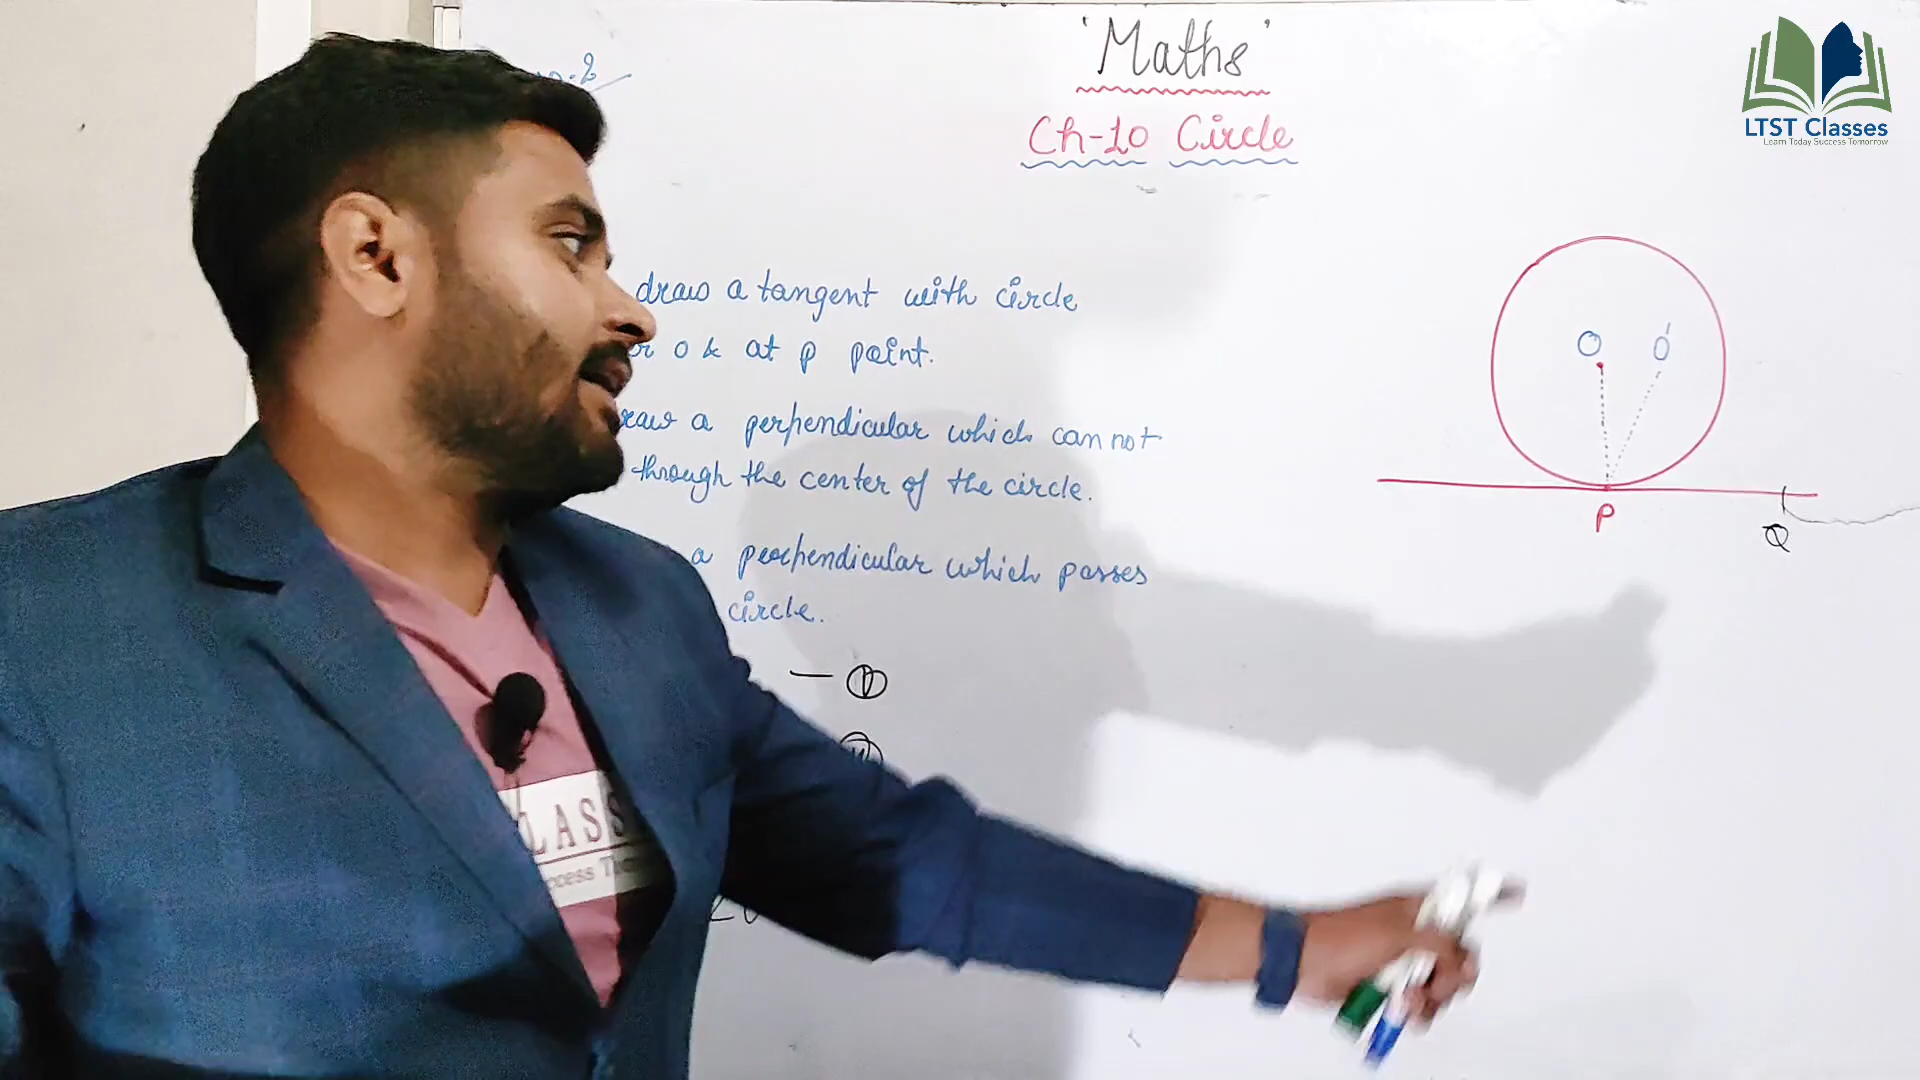 'Maths'
Ch-10 Circle
LTST Classes
Learn Today Success Tomorrow
draw a tangent with circle
O & at P point.
a perpendicular which can not
through the center of the circle.
a perpendicular which passes
circle.
O O'
P
Q
LASS